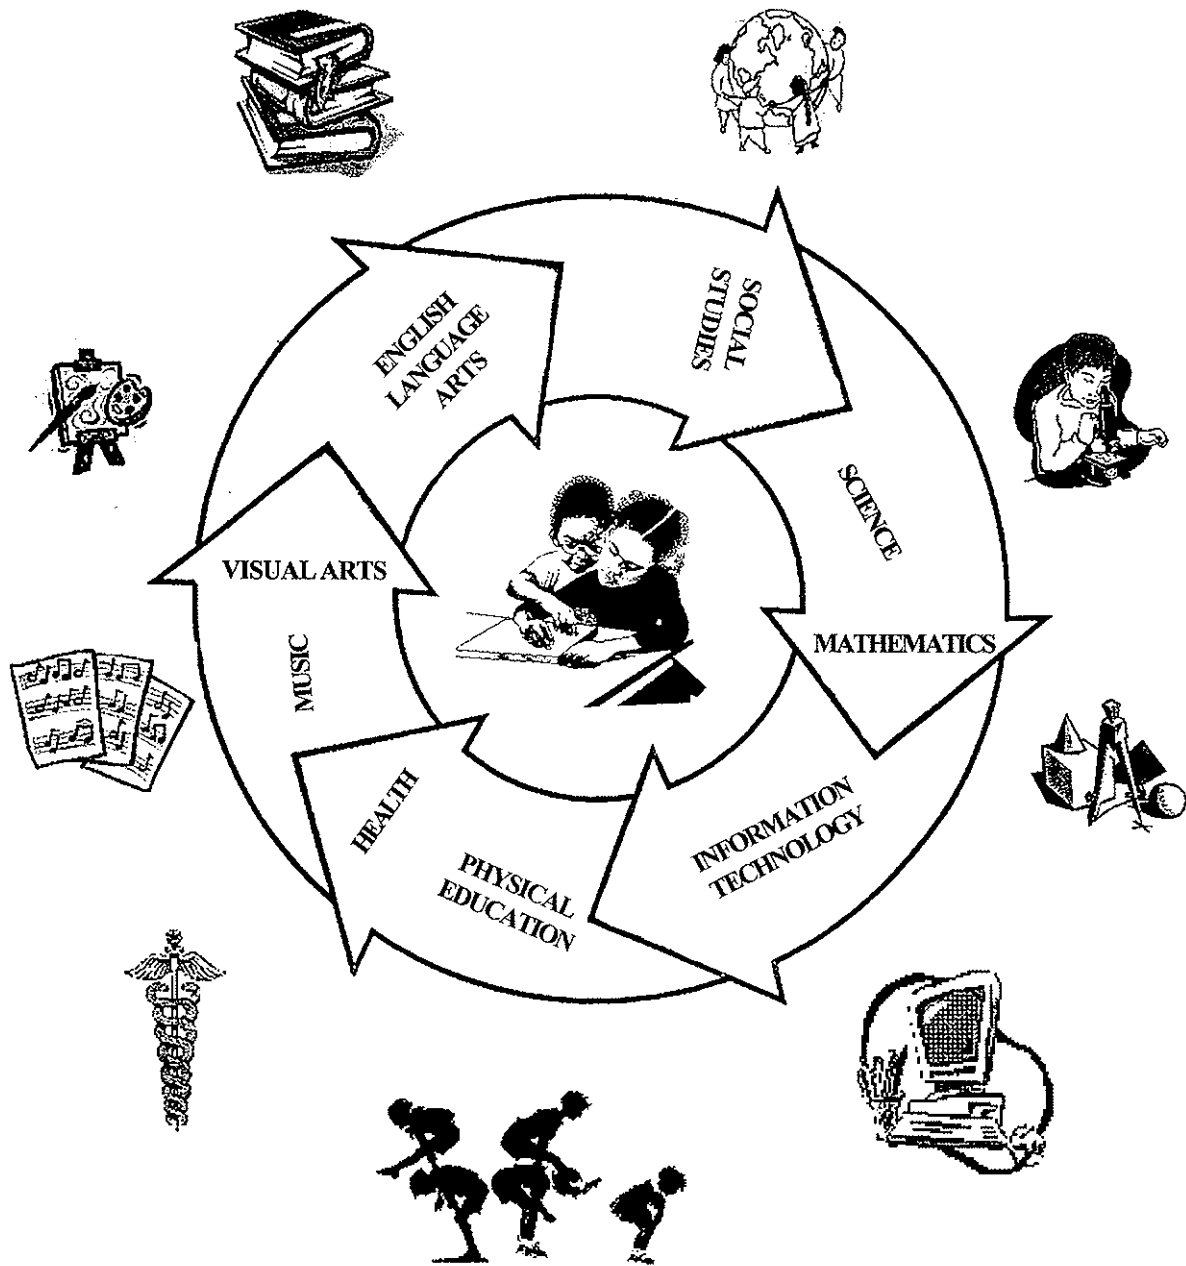 ENGLISH
LANGUAGE
ARTS
SOCIAL
STUDIES
SCIENCE
MATHEMATICS
INFORMATION
TECHNOLOGY
PHYSICAL
EDUCATION
HEALTH
MUSIC
VISUAL ARTS